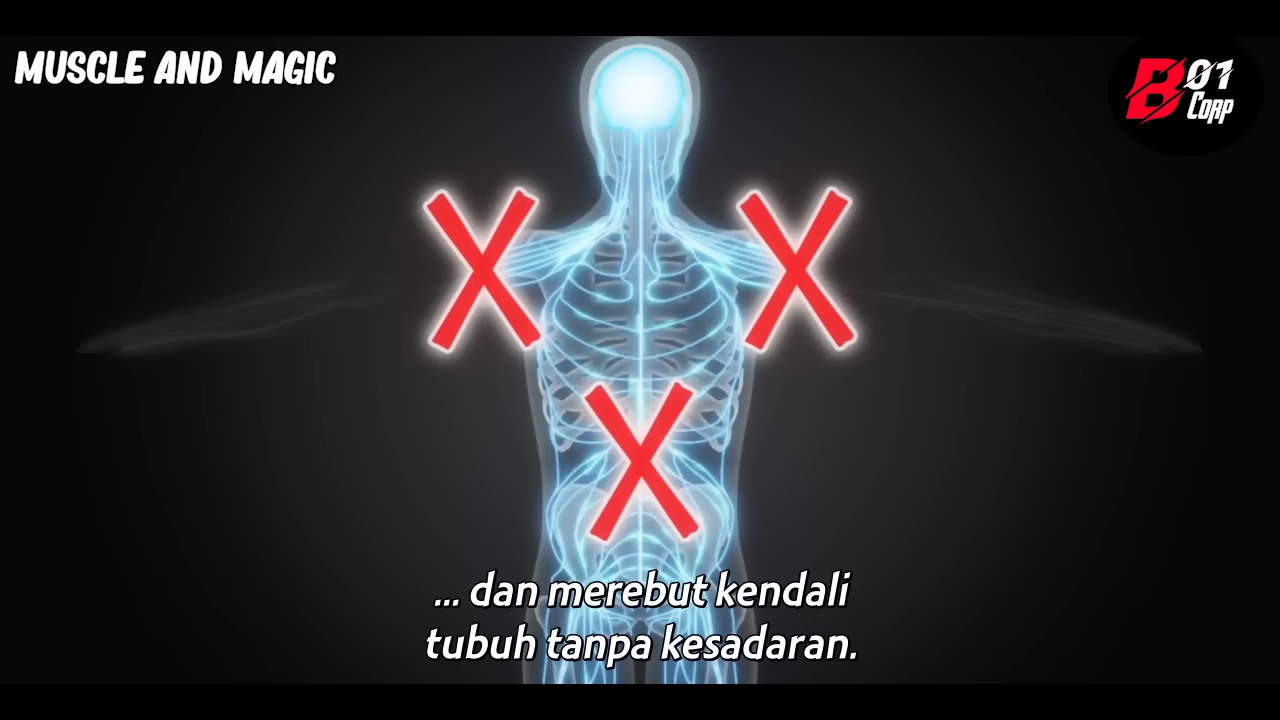 MUSCLE AND MAGIC
B01
CORP
... dan merebut kendali
tubuh tanpa kesadaran.